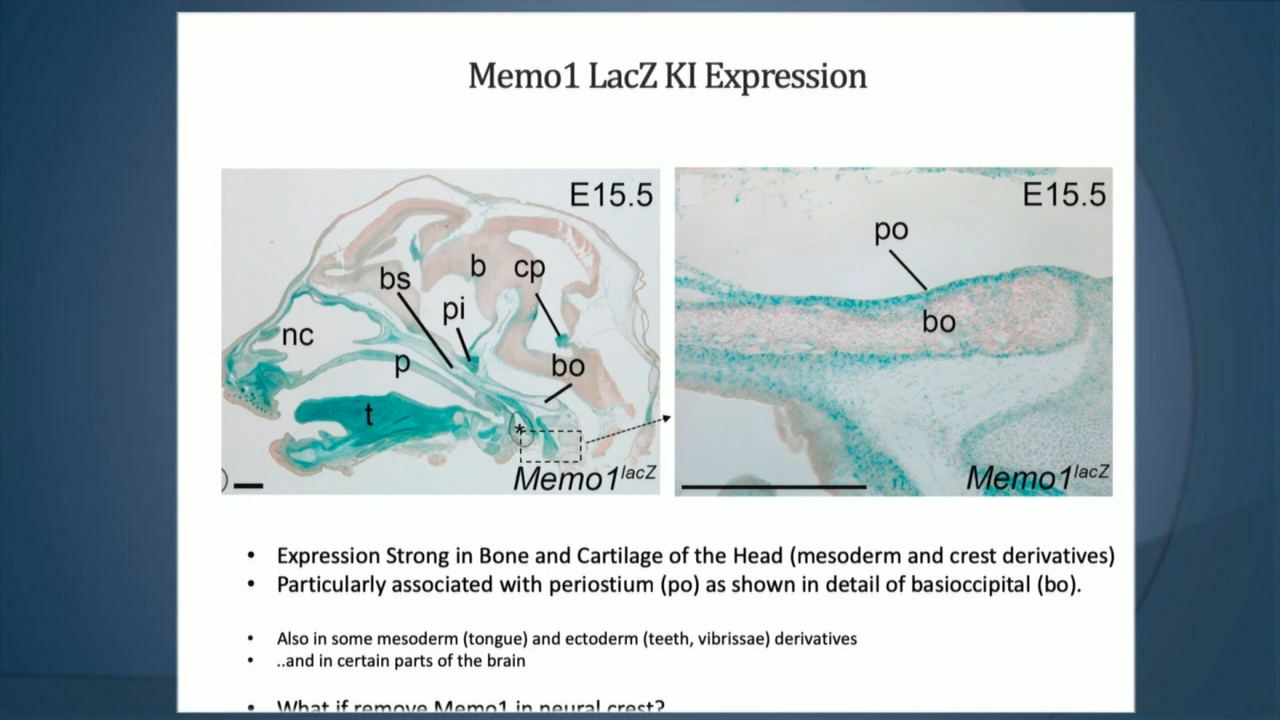 Memo1 LacZ KI Expression
E15.5
bs
b
cp
pi
nc
p
bo
t
*
Memo1lacZ
E15.5
po
bo
Memo1lacZ
• Expression Strong in Bone and Cartilage of the Head (mesoderm and crest derivatives)
• Particularly associated with periostium (po) as shown in detail of basioccipital (bo).
• Also in some mesoderm (tongue) and ectoderm (teeth, vibrissae) derivatives
• ..and in certain parts of the brain
• What if remove Memo1 in neural crest?